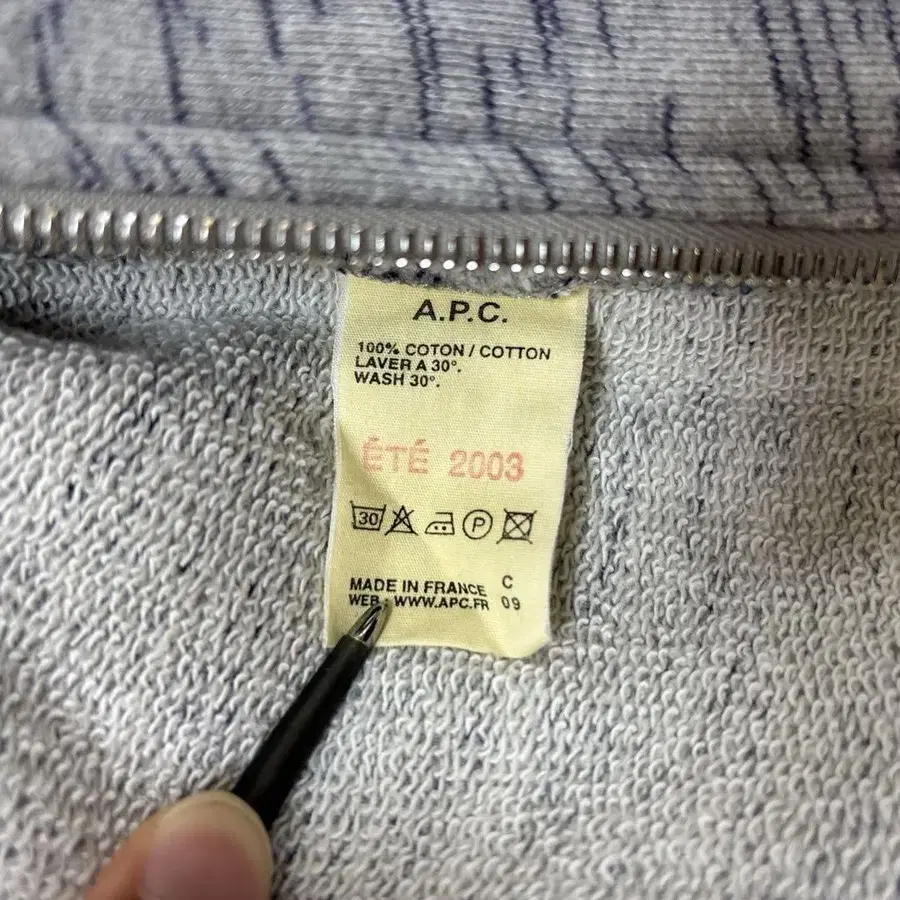 A.P.C.
100% COTON / COTTON
LAVER A 30°.
WASH 30°.
ÉTÉ 2003
30 P
MADE IN FRANCE C
WEB : WWW.APC.FR 09